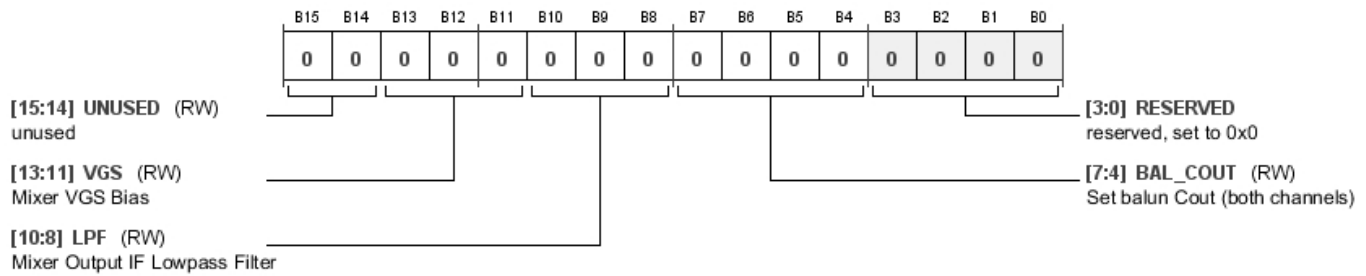 B15 B14 B13 B12 B11 B10 B9 B8 B7 B6 B5 B4 B3 B2 B1 B0
0 0 0 0 0 0 0 0 0 0 0 0 0 0 0 0
[15:14] UNUSED (RW)
unused
[13:11] VGS (RW)
Mixer VGS Bias
[10:8] LPF (RW)
Mixer Output IF Lowpass Filter
[3:0] RESERVED
reserved, set to 0x0
[7:4] BAL_COUT (RW)
Set balun Cout (both channels)